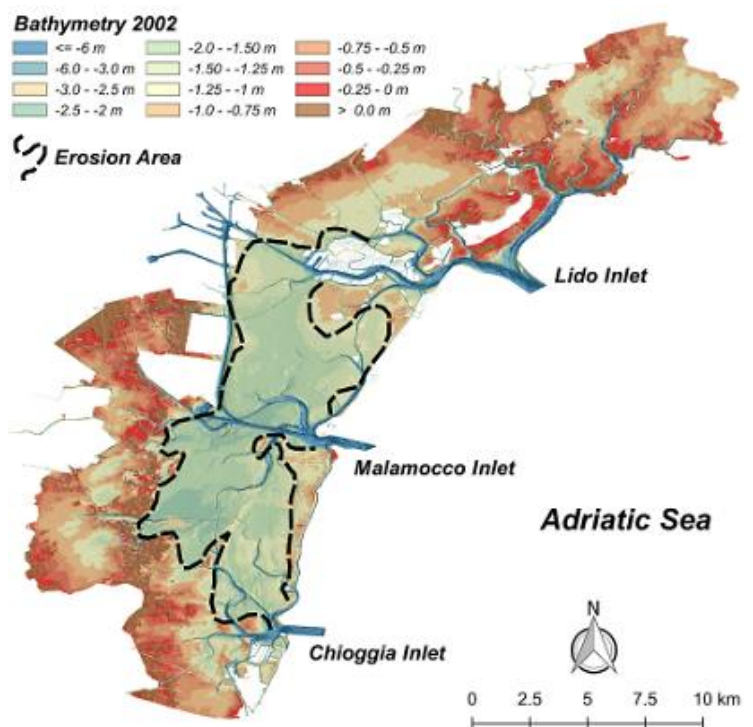 Bathymetry 2002
<= -6 m
-6.0 - -3.0 m
-3.0 - -2.5 m
-2.5 - -2 m
-2.0 - -1.50 m
-1.50 - -1.25 m
-1.25 - -1 m
-1.0 - -0.75 m
-0.75 - -0.5 m
-0.5 - -0.25 m
-0.25 - 0 m
> 0.0 m
Erosion Area
Lido Inlet
Malamocco Inlet
Adriatic Sea
Chioggia Inlet
N
0 2.5 5 7.5 10 km